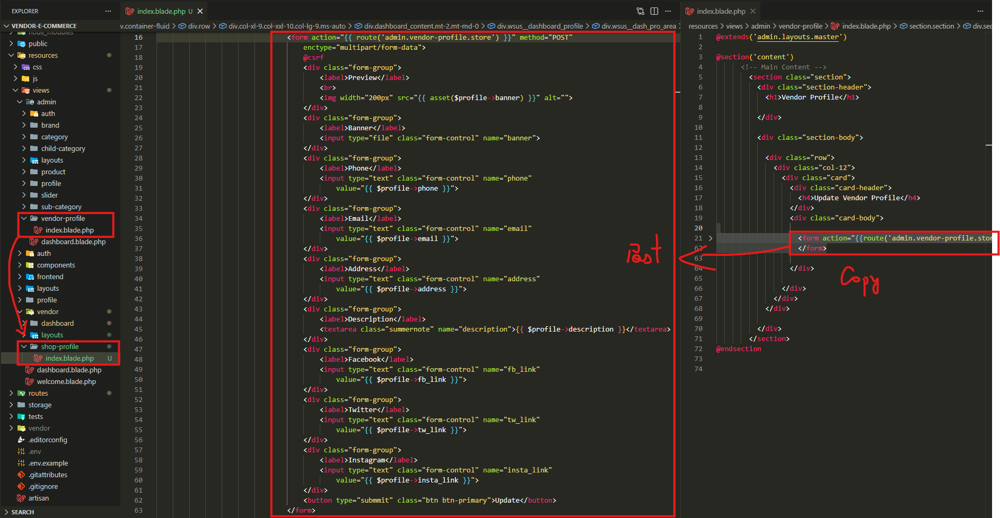 EXPLORER
VENDOR-E-COMMERCE
node_modules
public
resources
css
js
views
admin
auth
brand
category
child-category
layouts
product
profile
slider
sub-category
vendor-profile
index.blade.php
dashboard.blade.php
auth
components
frontend
layouts
profile
vendor
dashboard
layouts
shop-profile
index.blade.php U
dashboard.blade.php
welcome.blade.php
routes
storage
tests
vendor
.editorconfig
.env
.env.example
.gitattributes
.gitignore
artisan
SEARCH
index.blade.php U
v.container-fluid > div.row > div.col-xl-9.col-xxl-10.col-lg-9.ms-auto > div.dashboard_content.mt-2.mt-md-0 > div.wsus__dashboard_profile > div.wsus__dash_pro_area >
16 <form action="{{ route('admin.vendor-profile.store') }}" method="POST"
17 enctype="multipart/form-data">
18 @csrf
19 <div class="form-group">
20 <label>Preview</label>
21 <br>
22 <img width="200px" src="{{ asset($profile->banner) }}" alt="">
23 </div>
24 <div class="form-group">
25 <label>Banner</label>
26 <input type="file" class="form-control" name="banner">
27 </div>
28 <div class="form-group">
29 <label>Phone</label>
30 <input type="text" class="form-control" name="phone"
31 value="{{ $profile->phone }}">
32 </div>
33 <div class="form-group">
34 <label>Email</label>
35 <input type="text" class="form-control" name="email"
36 value="{{ $profile->email }}">
37 </div>
38 <div class="form-group">
39 <label>Address</label>
40 <input type="text" class="form-control" name="address"
41 value="{{ $profile->address }}">
42 </div>
43 <div class="form-group">
44 <label>Description</label>
45 <textarea class="summernote" name="description">{{ $profile->description }}</textarea>
46 </div>
47 <div class="form-group">
48 <label>Facebook</label>
49 <input type="text" class="form-control" name="fb_link"
50 value="{{ $profile->fb_link }}">
51 </div>
52 <div class="form-group">
53 <label>Twitter</label>
54 <input type="text" class="form-control" name="tw_link"
55 value="{{ $profile->tw_link }}">
56 </div>
57 <div class="form-group">
58 <label>Instagram</label>
59 <input type="text" class="form-control" name="insta_link"
60 value="{{ $profile->insta_link }}">
61 </div>
62 <button type="submmit" class="btn btn-primary">Update</button>
63 </form>
past
index.blade.php
resources > views > admin > vendor-profile > index.blade.php > section.section > div.sec
1 @extends('admin.layouts.master')
2
3 @section('content')
4 <!-- Main Content -->
5 <section class="section">
6 <div class="section-header">
7 <h1>Vendor Profile</h1>
8
9 </div>
10
11 <div class="section-body">
12
13 <div class="row">
14 <div class="col-12">
15 <div class="card">
16 <div class="card-header">
17 <h4>Update Vendor Profile</h4>
18 </div>
19 <div class="card-body">
20
21 <form action="{{route('admin.vendor-profile.stor
62 </form>
63
64 </div>
65
66 </div>
67 </div>
68 </div>
69
70 </div>
71 </section>
72 @endsection
73
74
Copy